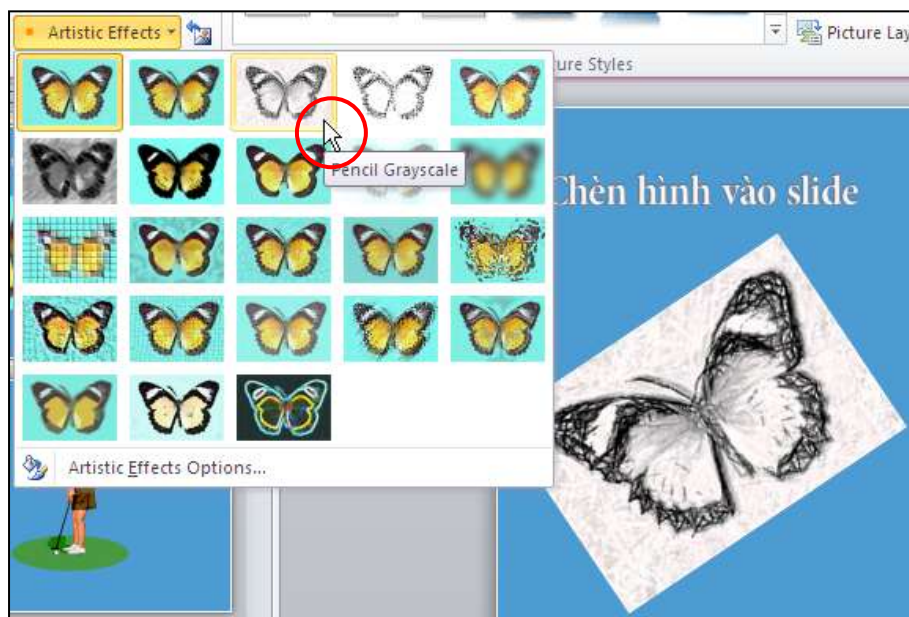 Artistic Effects
Picture Lay
ure Styles
Pencil Grayscale
Chèn hình vào slide
Artistic Effects Options...